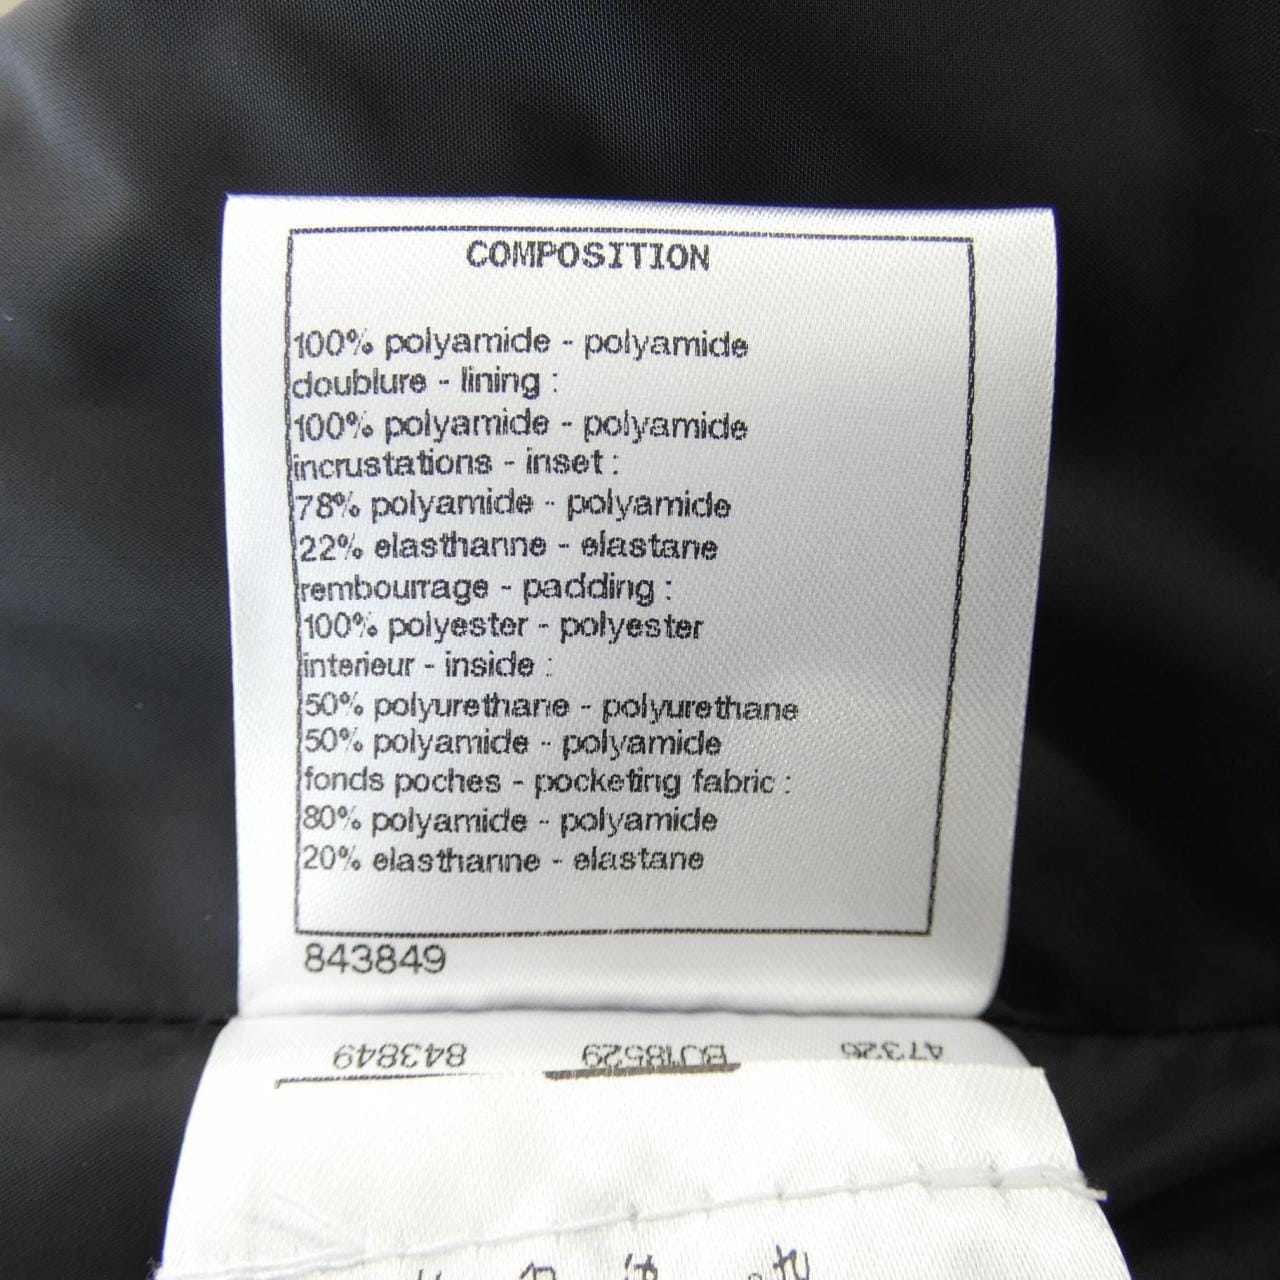 COMPOSITION
100% polyamide - polyamide
doublure - lining :
100% polyamide - polyamide
incrustations - inset :
78% polyamide - polyamide
22% elasthanne - elastane
rembourrage - padding :
100% polyester - polyester
interieur - inside :
50% polyurethane - polyurethane
50% polyamide - polyamide
fonds poches - pocketing fabric :
80% polyamide - polyamide
20% elasthanne - elastane
843849
843849